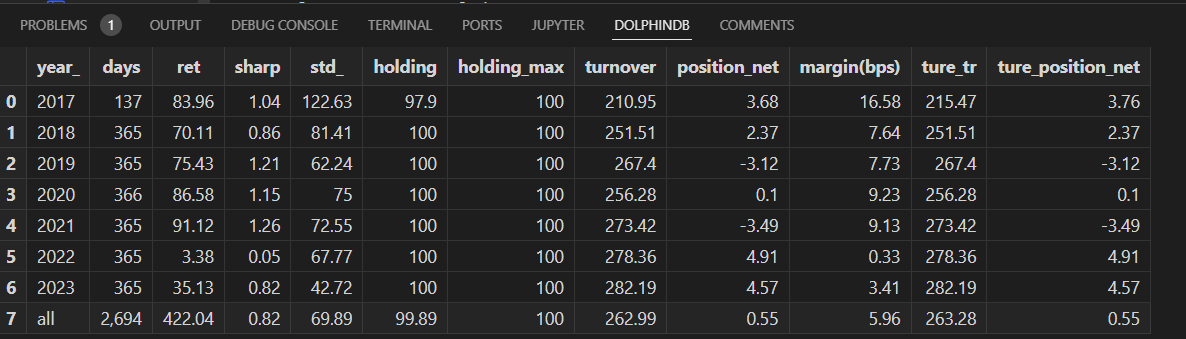 PROBLEMS 1 OUTPUT DEBUG CONSOLE TERMINAL PORTS JUPYTER DOLPHINDB COMMENTS
year_ days ret sharp std_ holding holding_max turnover position_net margin(bps) ture_tr ture_position_net
0 2017 137 83.96 1.04 122.63 97.9 100 210.95 3.68 16.58 215.47 3.76
1 2018 365 70.11 0.86 81.41 100 100 251.51 2.37 7.64 251.51 2.37
2 2019 365 75.43 1.21 62.24 100 100 267.4 -3.12 7.73 267.4 -3.12
3 2020 366 86.58 1.15 75 100 100 256.28 0.1 9.23 256.28 0.1
4 2021 365 91.12 1.26 72.55 100 100 273.42 -3.49 9.13 273.42 -3.49
5 2022 365 3.38 0.05 67.77 100 100 278.36 4.91 0.33 278.36 4.91
6 2023 365 35.13 0.82 42.72 100 100 282.19 4.57 3.41 282.19 4.57
7 all 2,694 422.04 0.82 69.89 99.89 100 262.99 0.55 5.96 263.28 0.55